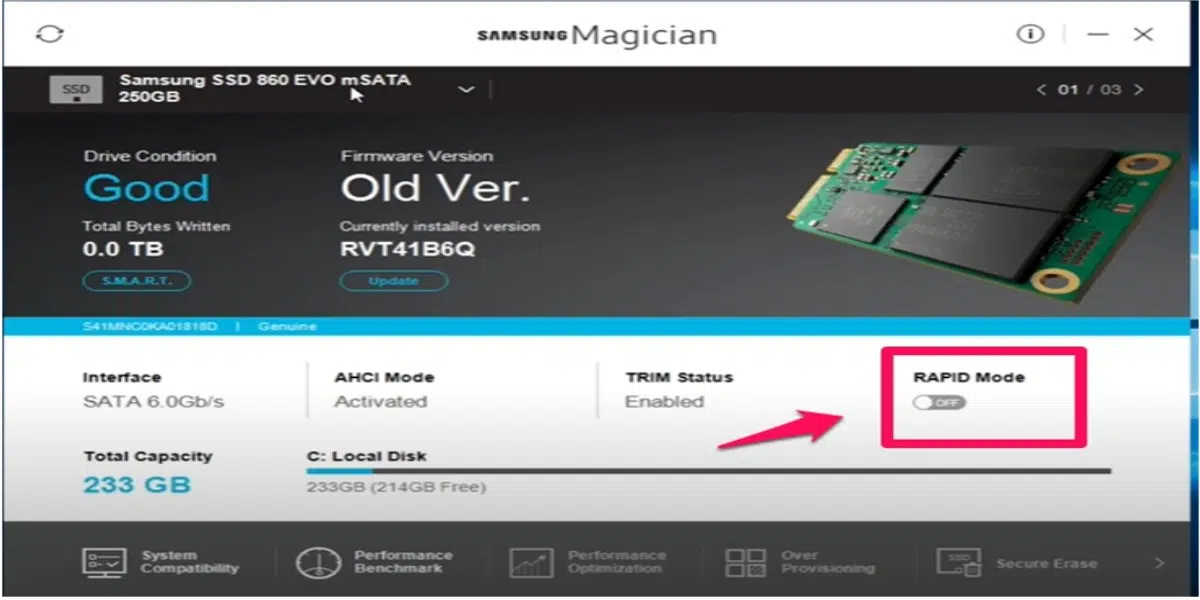 SAMSUNG Magician
SSD
Samsung SSD 860 EVO mSATA
250GB
< 01 / 03 >
Drive Condition
Good
Total Bytes Written
0.0 TB
S.M.A.R.T.
Firmware Version
Old Ver.
Currently installed version
RVT41B6Q
Update
S41MNC0KA01818D | Genuine
Interface
SATA 6.0Gb/s
AHCI Mode
Activated
TRIM Status
Enabled
RAPID Mode
OFF
Total Capacity
233 GB
C: Local Disk
233GB (214GB Free)
System
Compatibility
Performance
Benchmark
Performance
Optimization
Over
Provisioning
SSD
Secure Erase